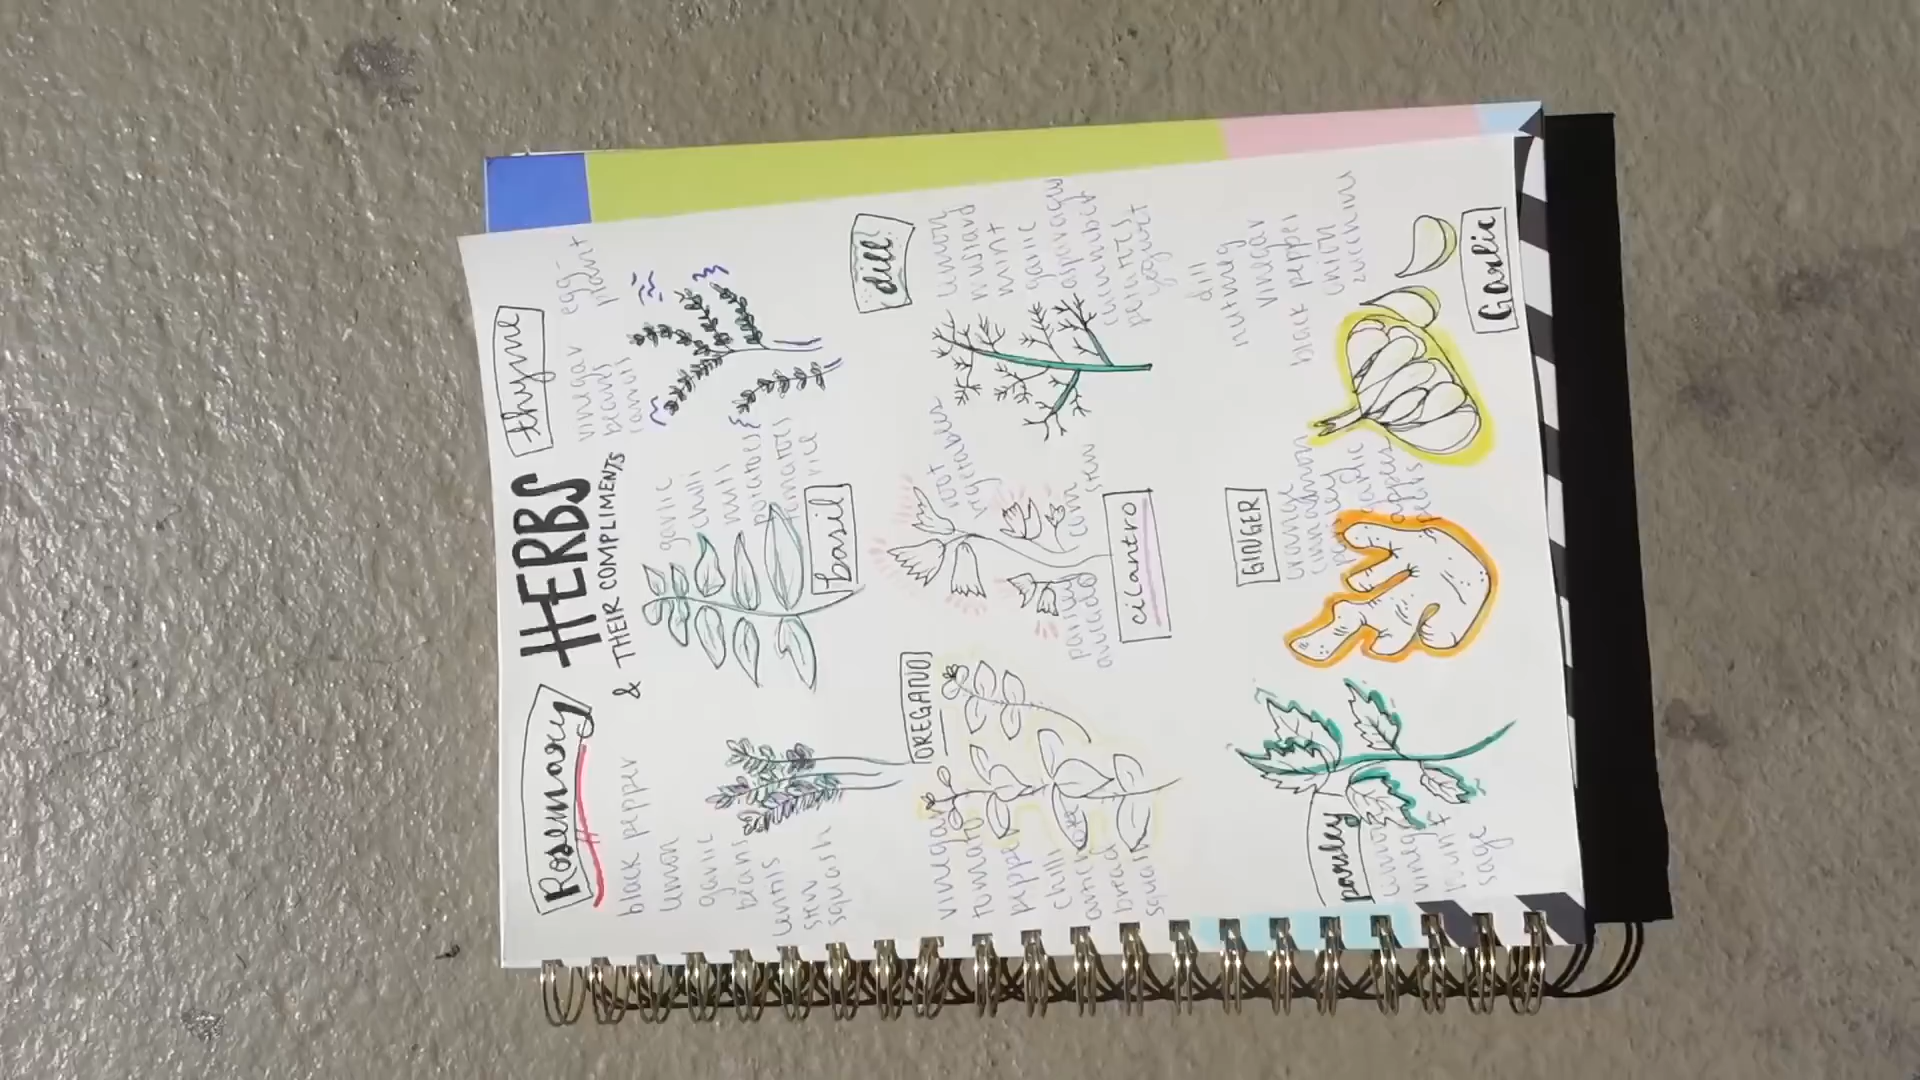 Rosemary
black pepper
lemon
garlic
beans
lentils
stew
squash
HERBS
& THEIR COMPLIMENTS
garlic
chilli
nuts
potatoes
tomatoes
rice
basil
thyme
vinegar
beans
egg-
plant
OREGANO
vinegar
tomato
pepper
chilli
bread
squash
root
vegetables
corn
stew
parsley
avocado
cilantro
dill
lemon
mustard
mint
garlic
asparagus
cucumber
potatoes
yogurt
parsley
sage
GINGER
orange
cinnamon
garlic
apples
dill
nutmeg
vinegar
black pepper
onion
zucchini
Garlic